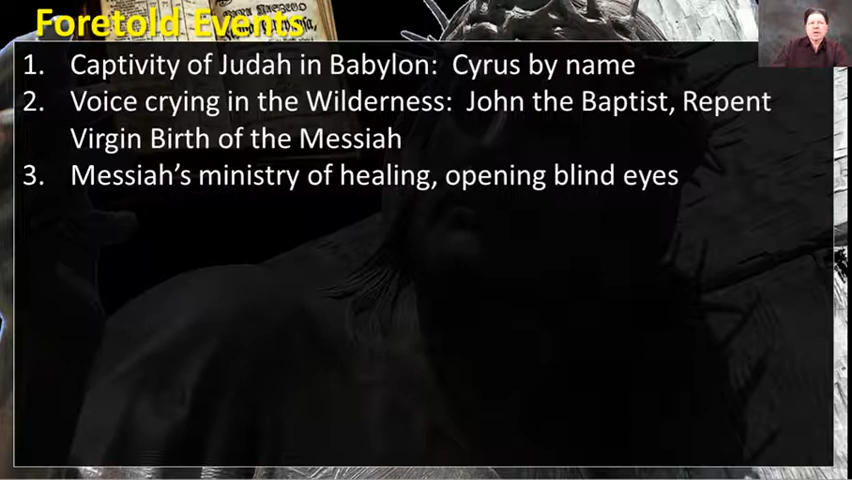 Foretold Events
1. Captivity of Judah in Babylon: Cyrus by name
2. Voice crying in the Wilderness: John the Baptist, Repent
Virgin Birth of the Messiah
3. Messiah's ministry of healing, opening blind eyes